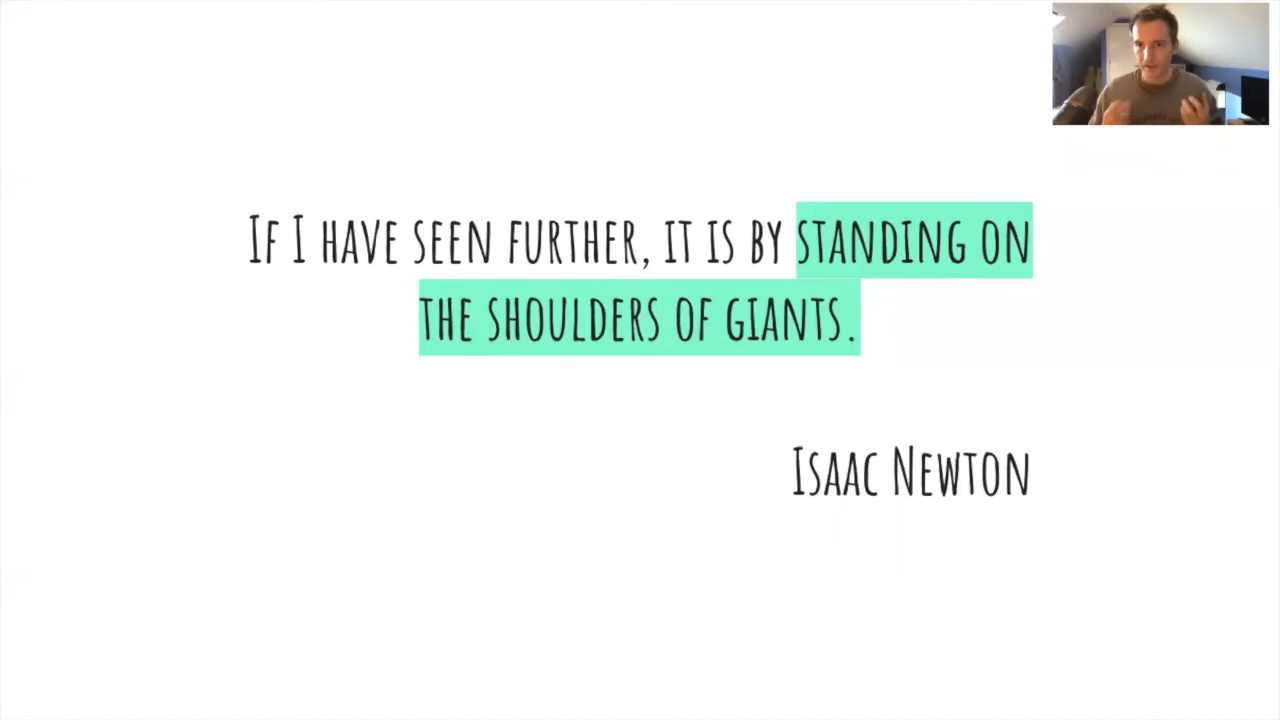 If I have seen further, it is by standing on
the shoulders of giants.
Isaac Newton